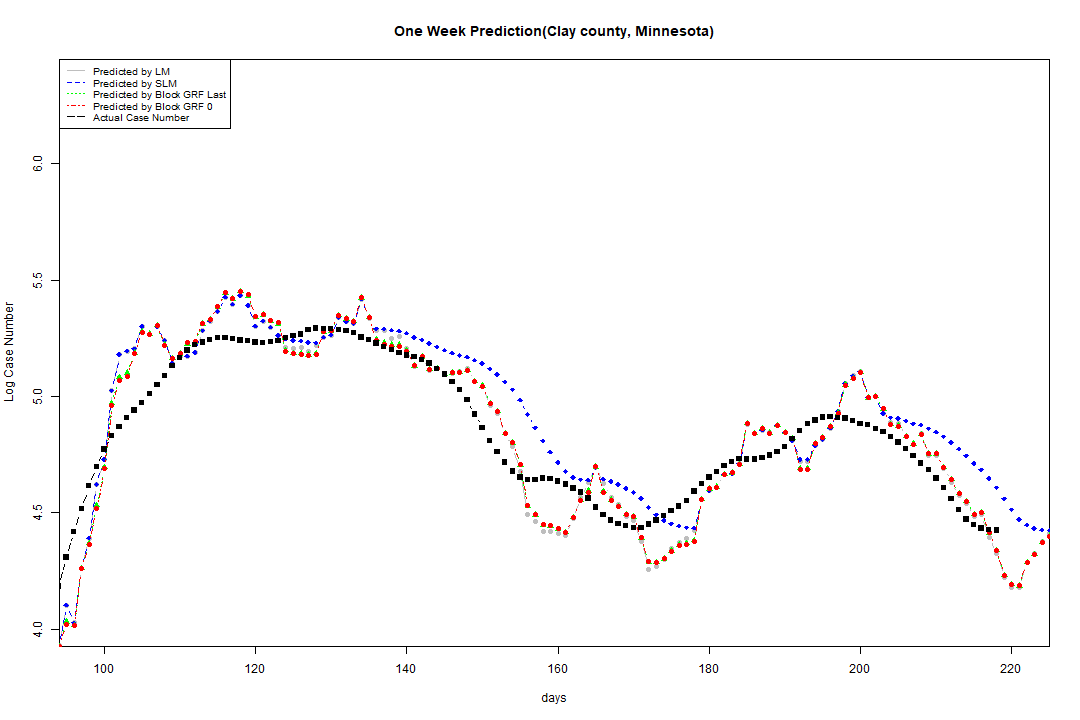 One Week Prediction(Clay county, Minnesota)
Predicted by LM
Predicted by SLM
Predicted by Block GRF Last
Predicted by Block GRF 0
Actual Case Number
6.0
5.5
5.0
4.5
4.0
Log Case Number
100 120 140 160 180 200 220
days